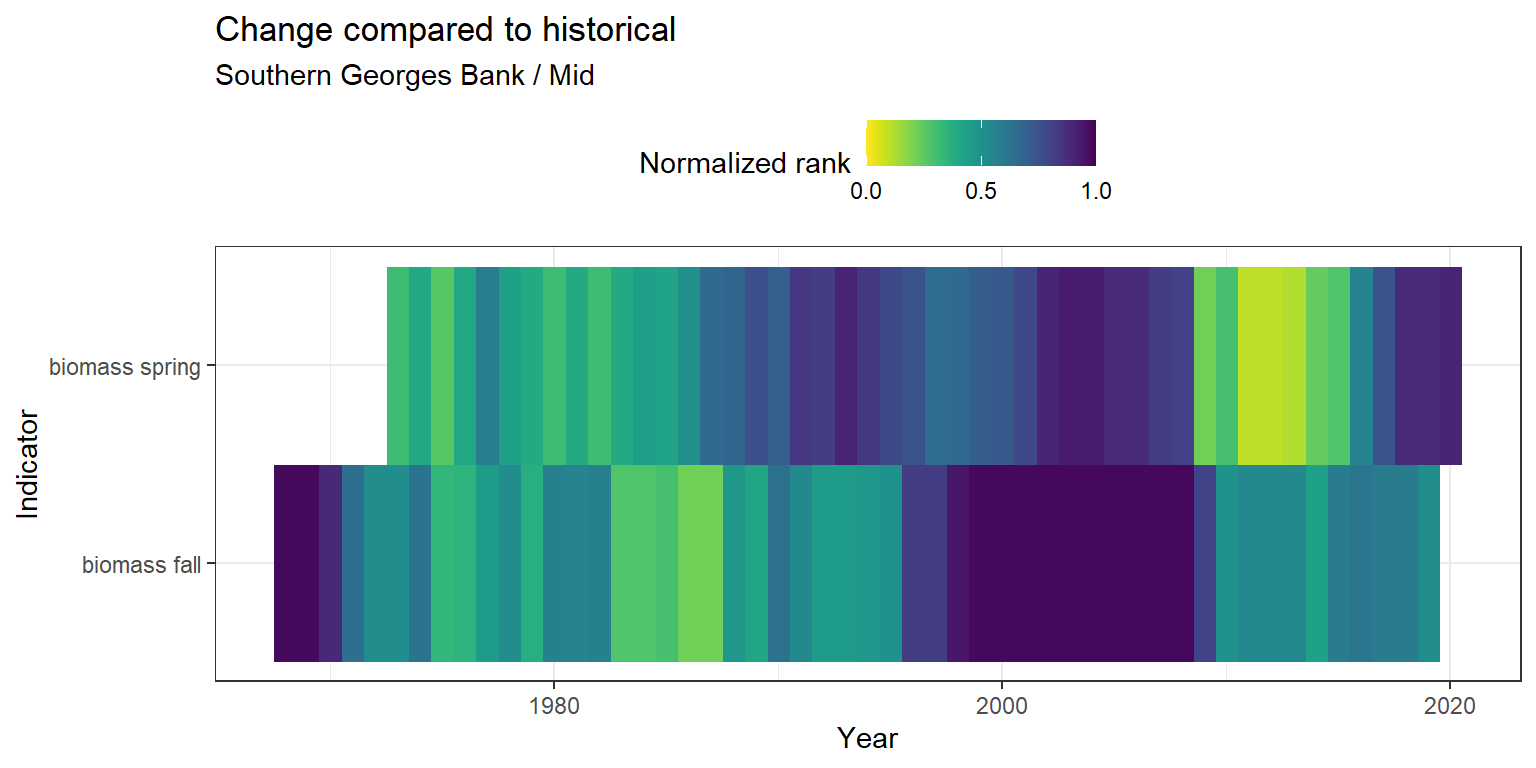 Change compared to historical
Southern Georges Bank / Mid
Normalized rank
0.0 0.5 1.0
biomass spring
biomass fall
Indicator
1980 2000 2020
Year